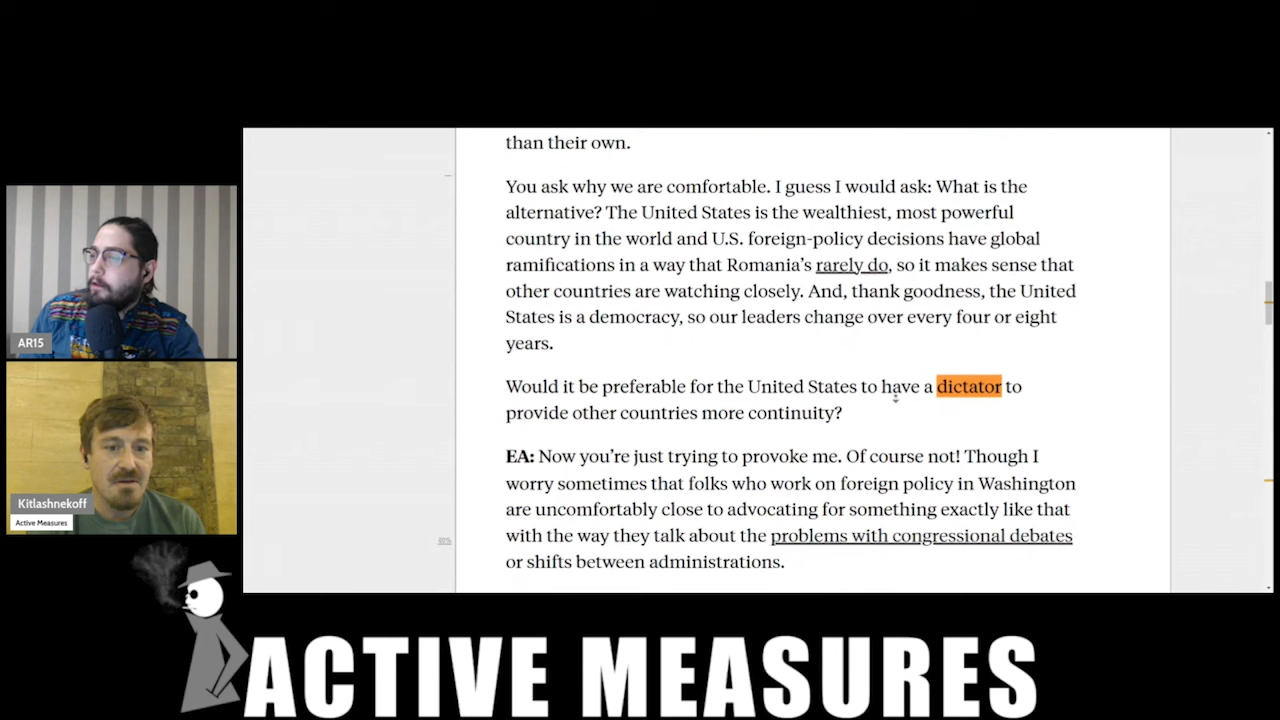 than their own.
You ask why we are comfortable. I guess I would ask: What is the
alternative? The United States is the wealthiest, most powerful
country in the world and U.S. foreign-policy decisions have global
ramifications in a way that Romania’s rarely do, so it makes sense that
other countries are watching closely. And, thank goodness, the United
States is a democracy, so our leaders change over every four or eight
years.
Would it be preferable for the United States to have a dictator to
provide other countries more continuity?
EA: Now you’re just trying to provoke me. Of course not! Though I
worry sometimes that folks who work on foreign policy in Washington
are uncomfortably close to advocating for something exactly like that
with the way they talk about the problems with congressional debates
or shifts between administrations.
AR15
Kitlashnekoff
Active Measures
ACTIVE MEASURES